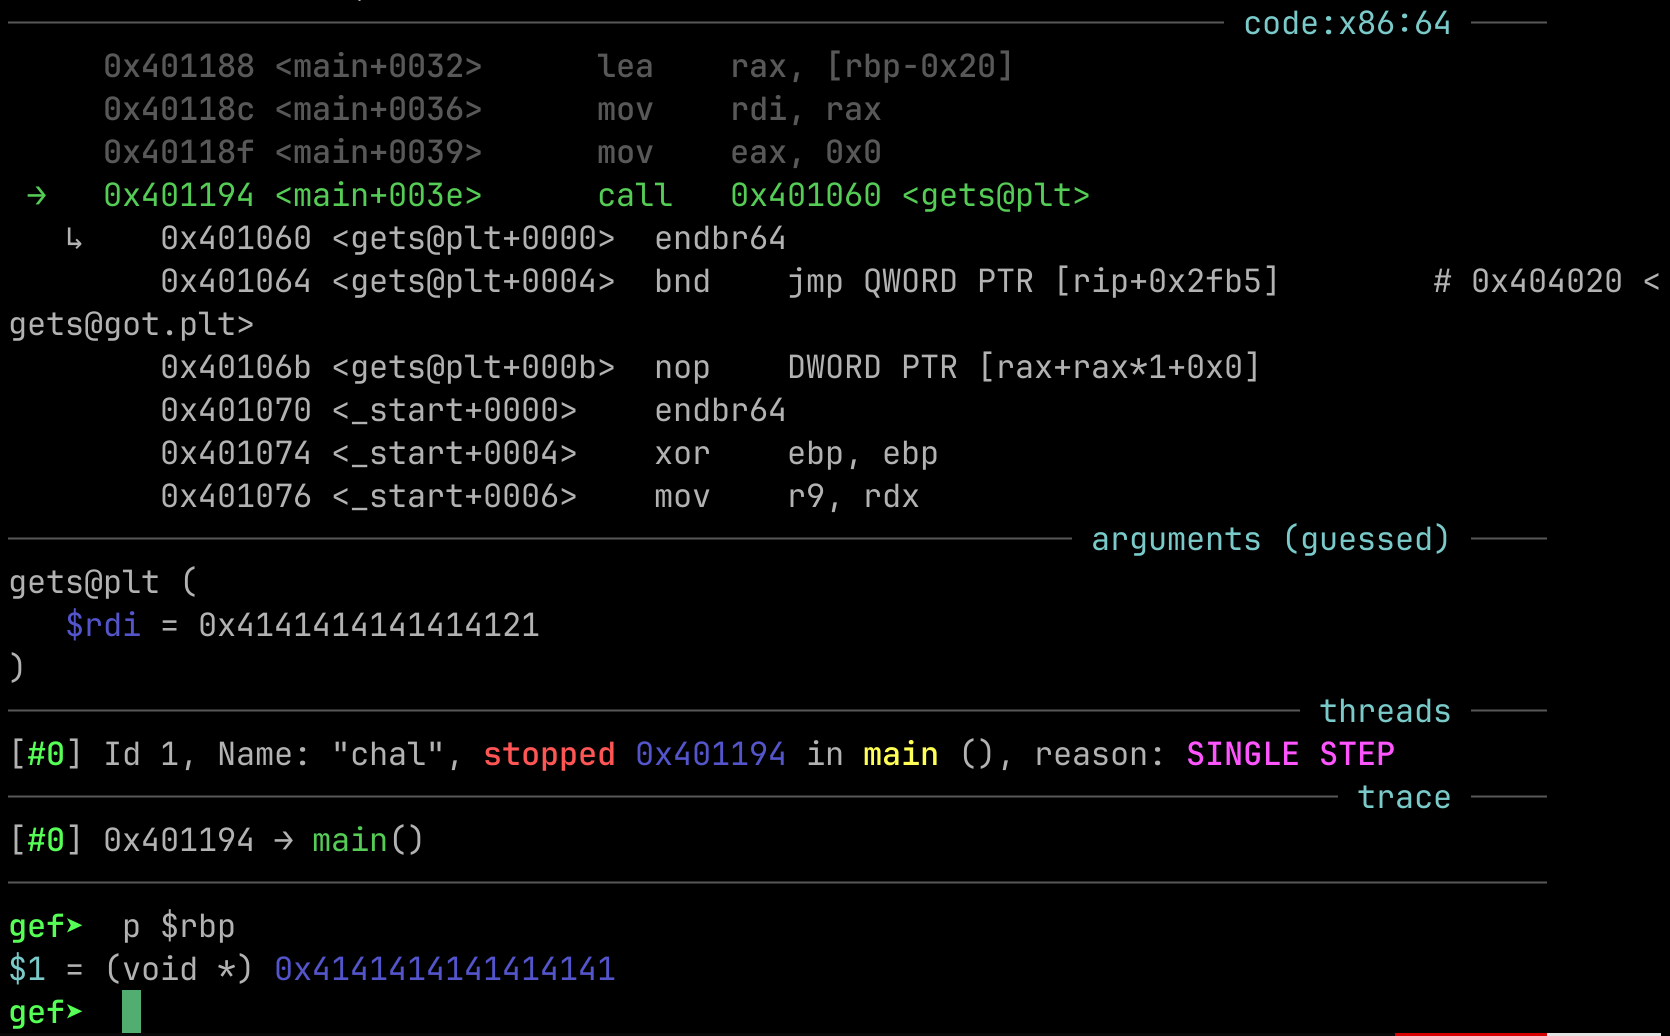 code:x86:64
0x401188 <main+0032> lea rax, [rbp-0x20]
0x40118c <main+0036> mov rdi, rax
0x40118f <main+0039> mov eax, 0x0
→ 0x401194 <main+003e> call 0x401060 <gets@plt>
↳ 0x401060 <gets@plt+0000> endbr64
0x401064 <gets@plt+0004> bnd jmp QWORD PTR [rip+0x2fb5] # 0x404020 <
gets@got.plt>
0x40106b <gets@plt+000b> nop DWORD PTR [rax+rax*1+0x0]
0x401070 <_start+0000> endbr64
0x401074 <_start+0004> xor ebp, ebp
0x401076 <_start+0006> mov r9, rdx
arguments (guessed)
gets@plt (
$rdi = 0x4141414141414121
)
threads
[#0] Id 1, Name: "chal", stopped 0x401194 in main (), reason: SINGLE STEP
trace
[#0] 0x401194 → main()
gef➤ p $rbp
$1 = (void *) 0x4141414141414141
gef➤